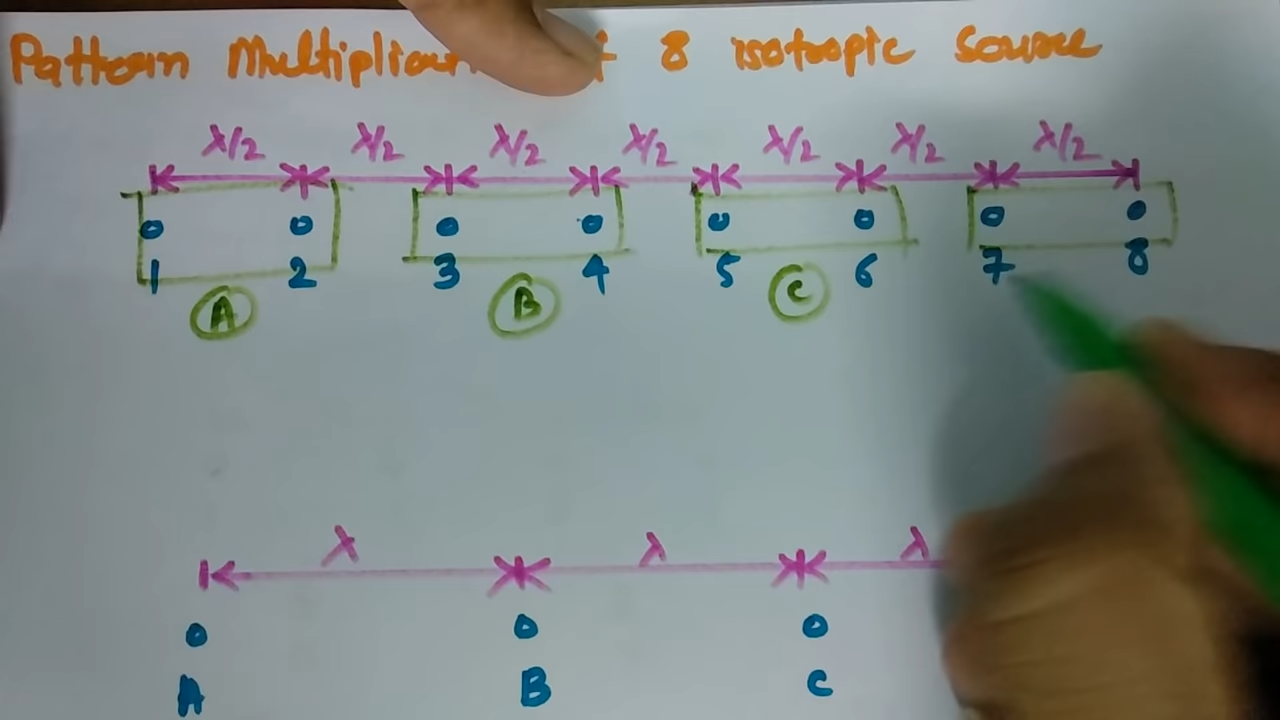 Pattern 8 isotropic Source
λ/2 λ/2 λ/2 λ/2 λ/2 λ/2 λ/2
1 2 3 4 5 6 7 8
A B C
λ λ λ
A B C